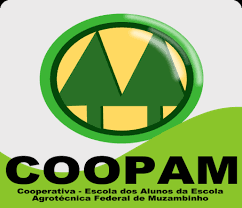 COOPAM
Cooperativa - Escola dos Alunos da Escola
Agrotécnica Federal de Muzambinho